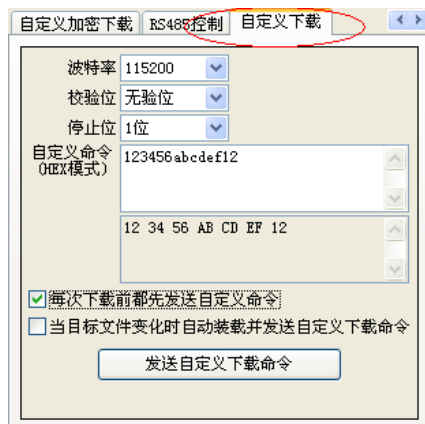 自定义加密下载 RS485控制 自定义下载
波特率 115200
校验位 无验位
停止位 1位
自定义命令 123456abcdef12
(HEX模式)
12 34 56 AB CD EF 12
每次下载前都先发送自定义命令
当目标文件变化时自动装载并发送自定义下载命令
发送自定义下载命令